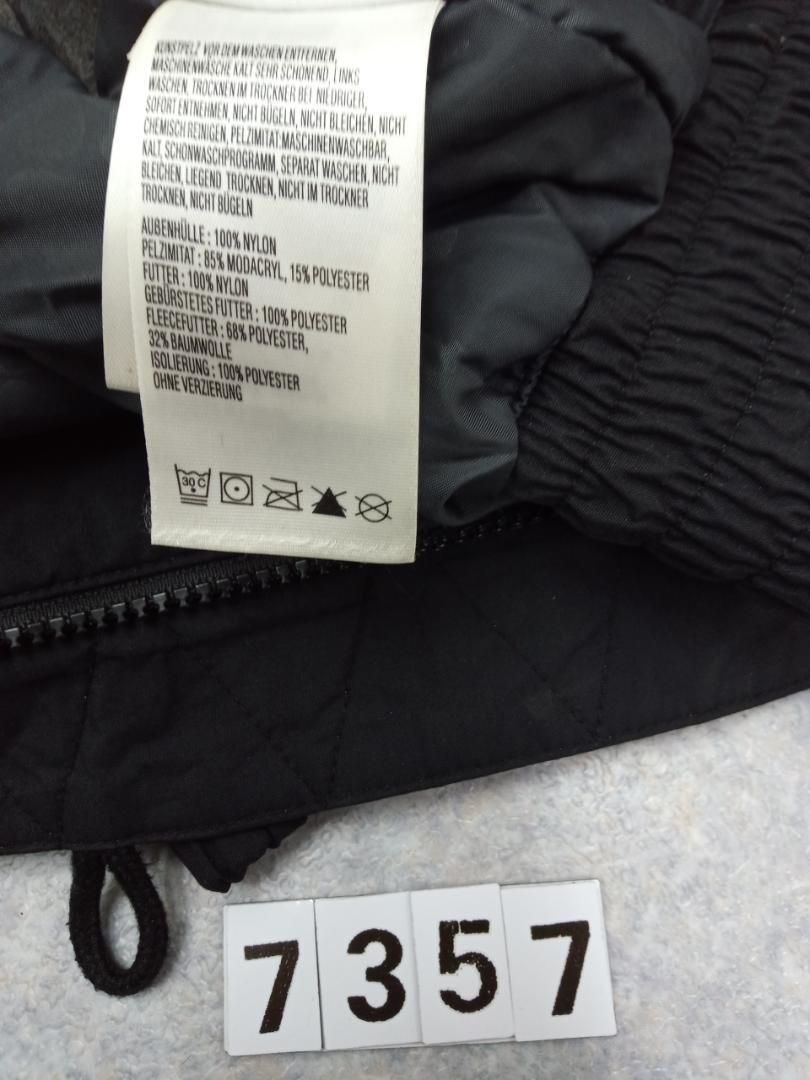 KUNSTPELZ VOR DEM WASCHEN ENTFERNEN,
MASCHINENWÄSCHE KALT SEHR SCHONEND, LINKS
WASCHEN, TROCKNEN IM TROCKNER BEI NIEDRIGER,
SOFORT ENTNEHMEN, NICHT BÜGELN, NICHT BLEICHEN, NICHT
CHEMISCH REINIGEN, PELZIMITAT:MASCHINENWASCHBAR,
KALT, SCHONWASCHPROGRAMM, SEPARAT WASCHEN, NICHT
BLEICHEN, LIEGEND TROCKNEN, NICHT IM TROCKNER
TROCKNEN, NICHT BÜGELN
AUBENHÜLLE : 100% NYLON
PELZIMITAT : 85% MODACRYL, 15% POLYESTER
FUTTER : 100% NYLON
GEBÜRSTETES FUTTER : 100% POLYESTER
FLEECEFUTTER : 68% POLYESTER,
32% BAUMWOLLE
ISOLIERUNG : 100% POLYESTER
OHNE VERZIERUNG
30 C
7357